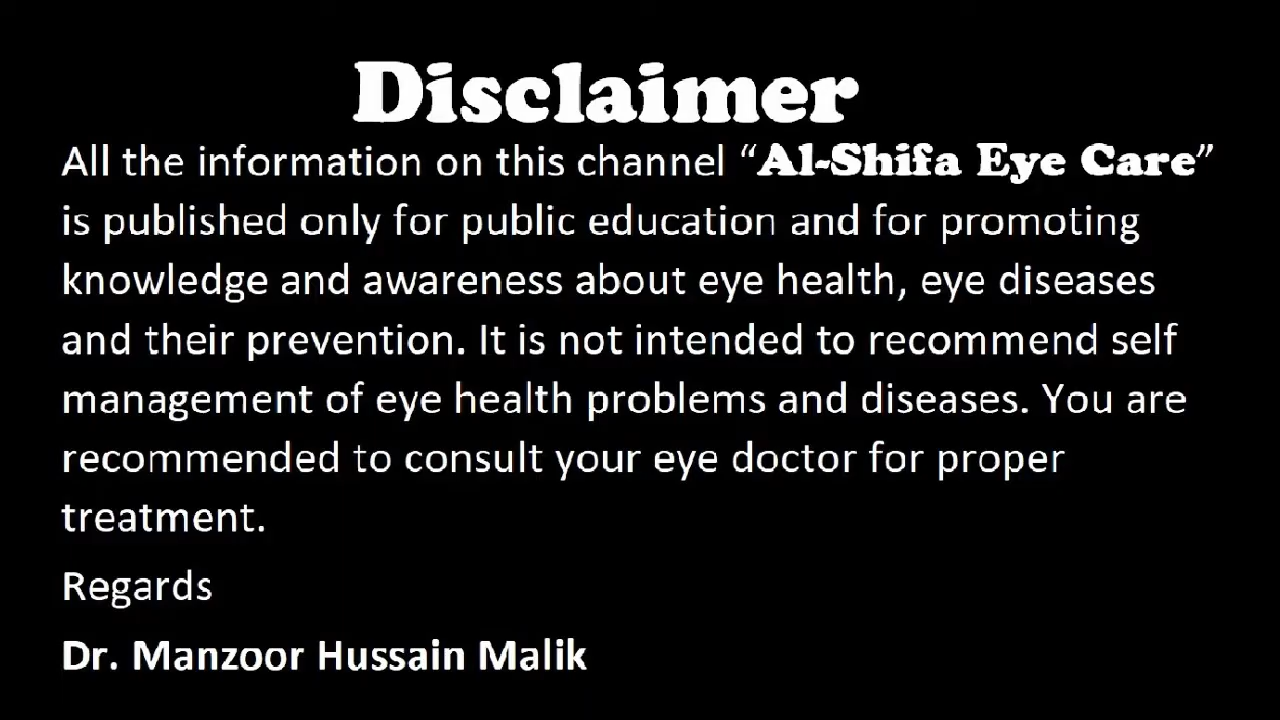 Disclaimer
All the information on this channel “Al-Shifa Eye Care”
is published only for public education and for promoting
knowledge and awareness about eye health, eye diseases
and their prevention. It is not intended to recommend self
management of eye health problems and diseases. You are
recommended to consult your eye doctor for proper
treatment.
Regards
Dr. Manzoor Hussain Malik